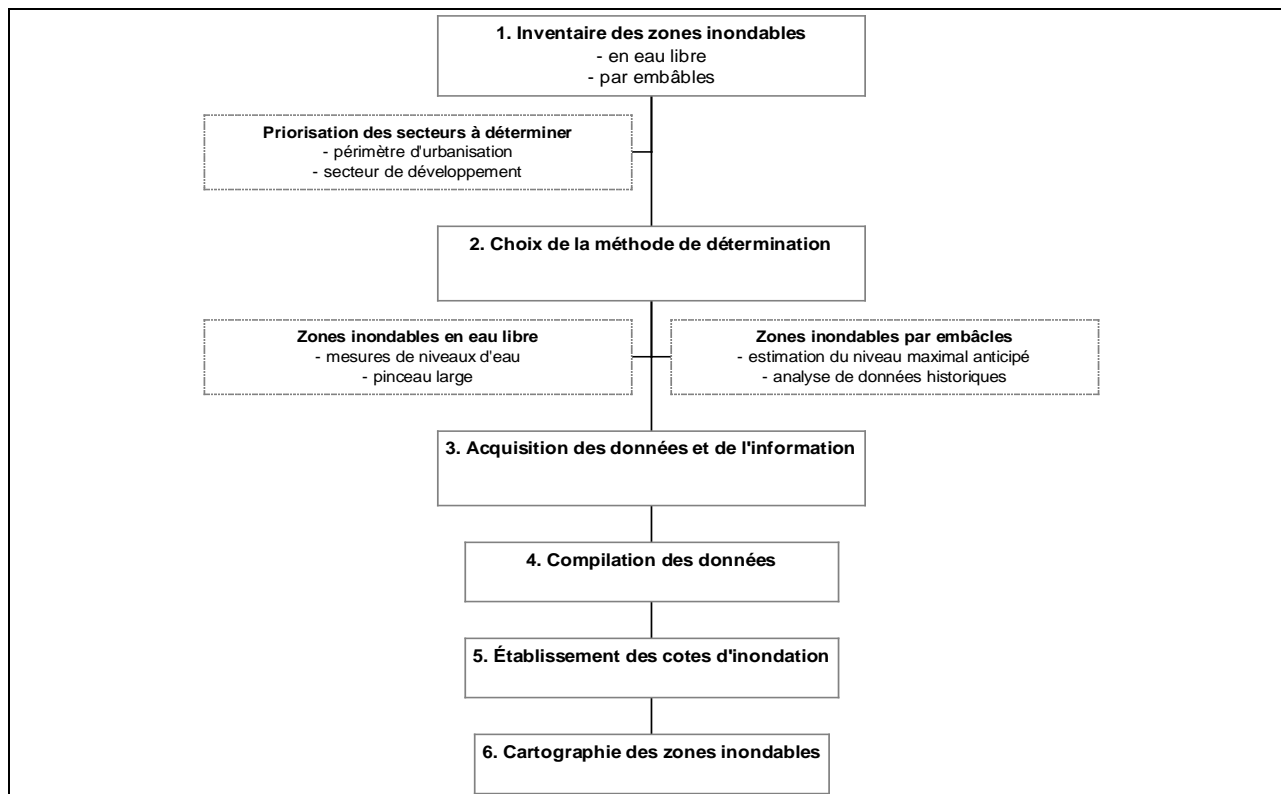 1. Inventaire des zones inondables
- en eau libre
- par embâbles
Priorisation des secteurs à déterminer
- périmètre d'urbanisation
- secteur de développement
2. Choix de la méthode de détermination
Zones inondables en eau libre
- mesures de niveaux d'eau
- pinceau large
Zones inondables par embâcles
- estimation du niveau maximal anticipé
- analyse de données historiques
3. Acquisition des données et de l'information
4. Compilation des données
5. Établissement des cotes d'inondation
6. Cartographie des zones inondables